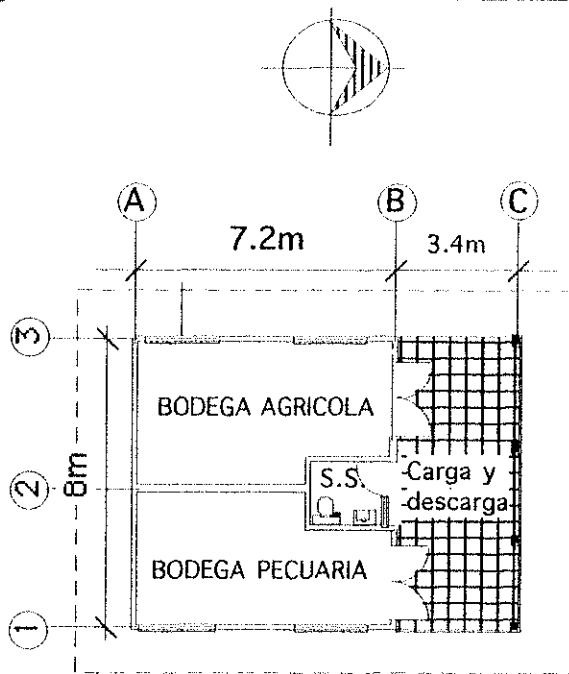 A
B
C
7.2m
3.4m
3
BODEGA AGRICOLA
8m
2
S.S.
Carga y
descarga
BODEGA PECUARIA
1